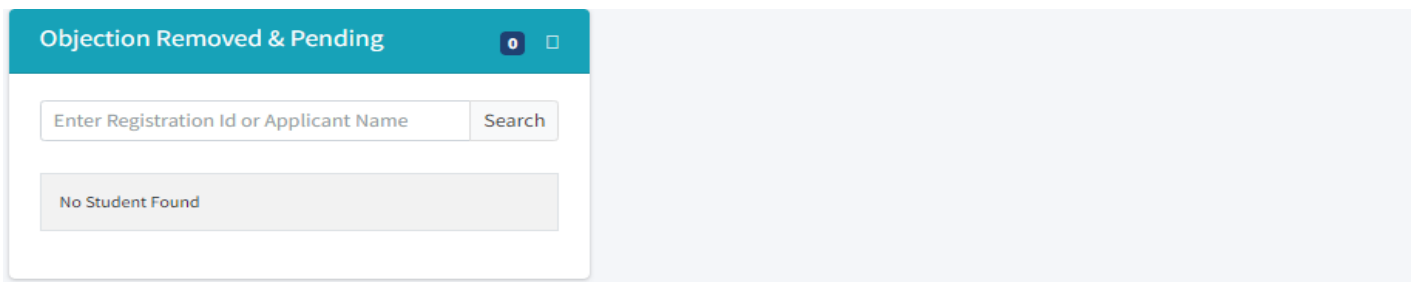 Objection Removed & Pending 0
Enter Registration Id or Applicant Name Search
No Student Found